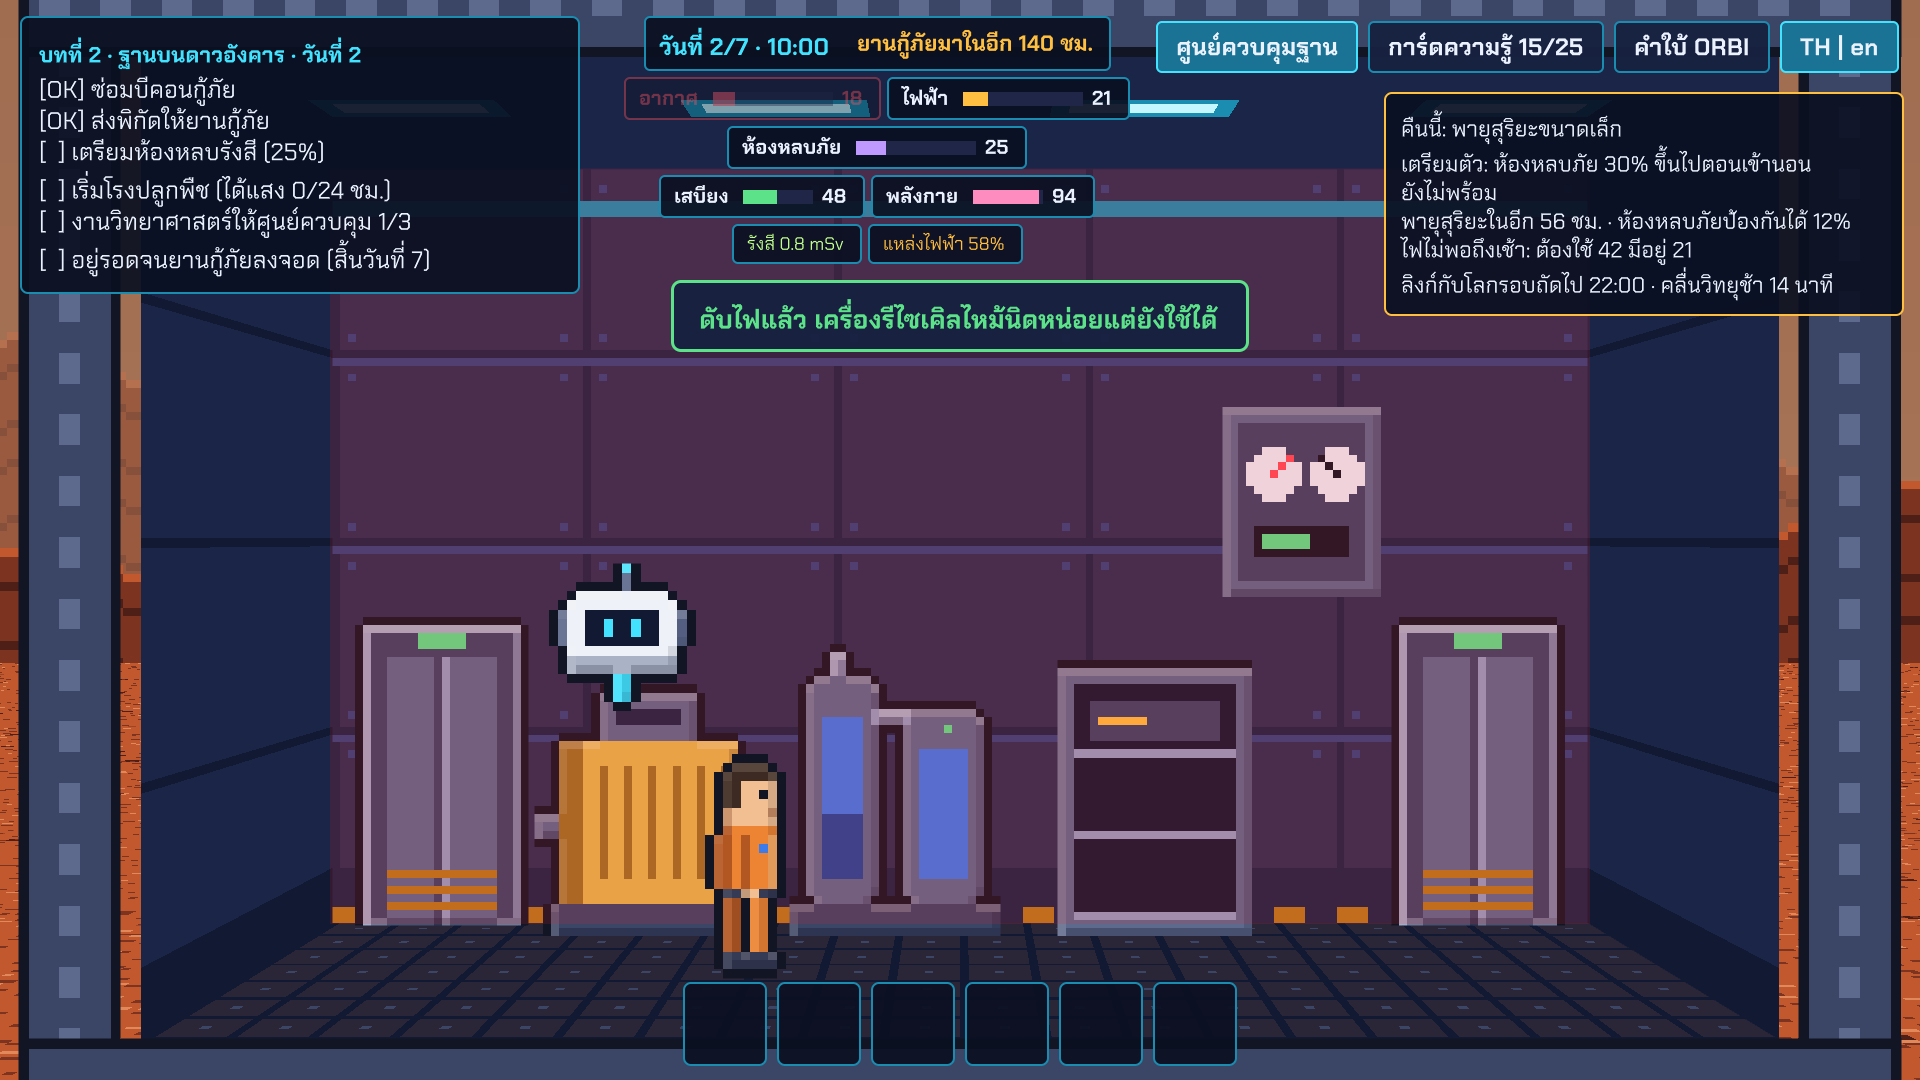 บทที่ 2 · ฐานบนดาวอังคาร · วันที่ 2
[OK] ซ่อมบีคอนกู้ภัย
[OK] ส่งพิกัดให้ยานกู้ภัย
[ ] เตรียมห้องหลบรังสี (25%)
[ ] เริ่มโรงปลูกพืช (ได้แสง 0/24 ชม.)
[ ] งานวิทยาศาสตร์ให้ศูนย์ควบคุม 1/3
[ ] อยู่รอดจนยานกู้ภัยลงจอด (สิ้นวันที่ 7)
วันที่ 2/7 · 10:00 ยานกู้ภัยมาในอีก 140 ชม.
อากาศ 18 ไฟฟ้า 21
ห้องหลบภัย 25
เสบียง 48 พลังกาย 94
รังสี 0.8 mSv แหล่งไฟฟ้า 58%
ดับไฟแล้ว เครื่องรีไซเคิลไหม้นิดหน่อยแต่ยังใช้ได้
ศูนย์ควบคุมฐาน การ์ดความรู้ 15/25 คำใบ้ ORBI TH | en
คืนนี้: พายุสุริยะขนาดเล็ก
เตรียมตัว: ห้องหลบภัย 30% ขึ้นไปตอนเข้านอน
ยังไม่พร้อม
พายุสุริยะในอีก 56 ชม. · ห้องหลบภัยป้องกันได้ 12%
ไฟไม่พอถึงเช้า: ต้องใช้ 42 มีอยู่ 21
ลิงก์กับโลกรอบถัดไป 22:00 · คลื่นวิทยุช้า 14 นาที